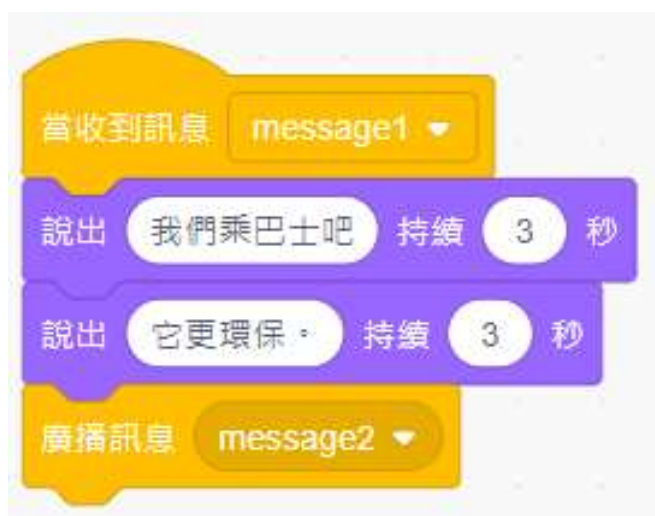 當收到訊息 message1
說出 我們乘巴士吧 持續 3 秒
說出 它更環保。 持續 3 秒
廣播訊息 message2